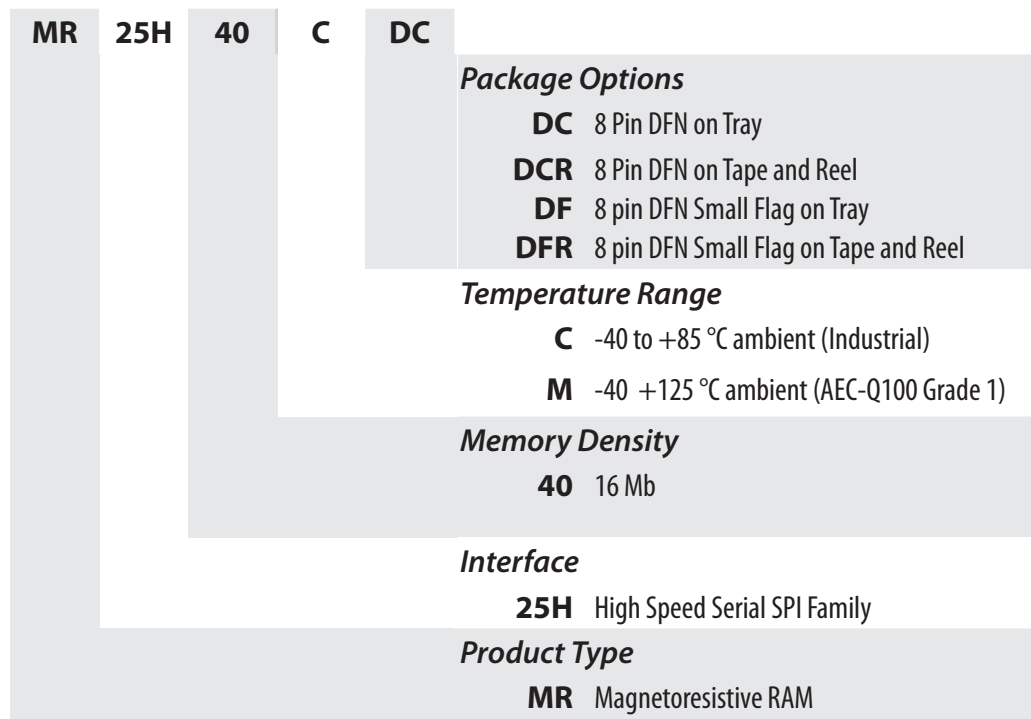 MR 25H 40 C DC
Package Options
DC 8 Pin DFN on Tray
DCR 8 Pin DFN on Tape and Reel
DF 8 pin DFN Small Flag on Tray
DFR 8 pin DFN Small Flag on Tape and Reel
Temperature Range
C -40 to +85 °C ambient (Industrial)
M -40 +125 °C ambient (AEC-Q100 Grade 1)
Memory Density
40 16 Mb
Interface
25H High Speed Serial SPI Family
Product Type
MR Magnetoresistive RAM